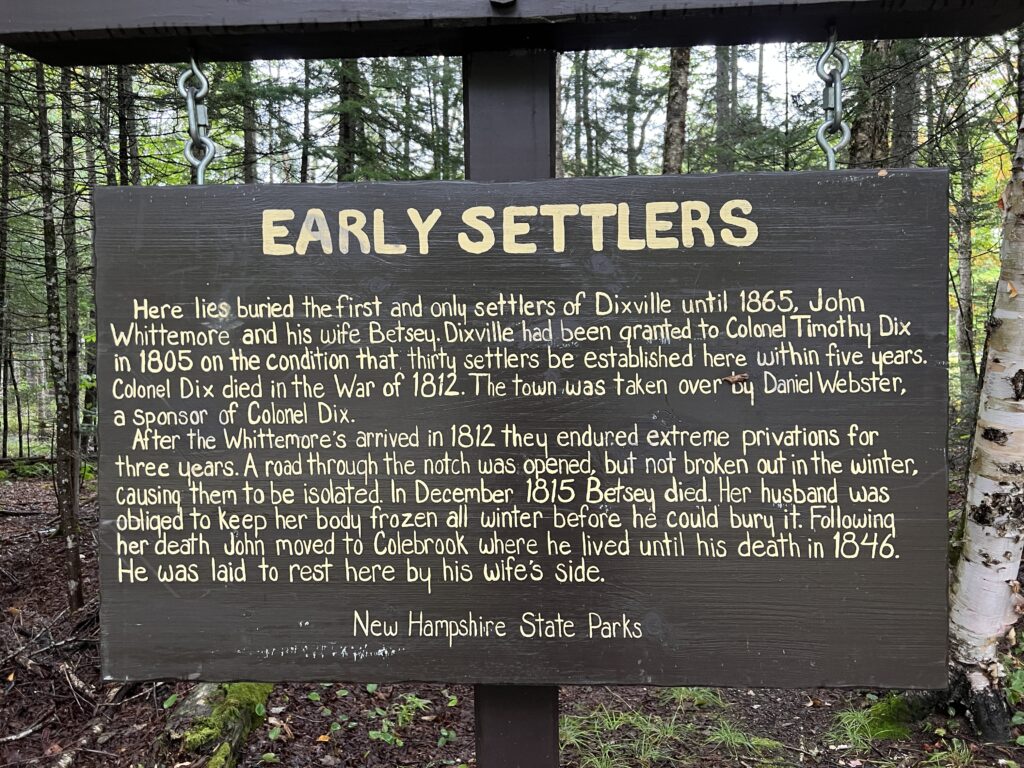 EARLY SETTLERS
Here lies buried the first and only settlers of Dixville until 1865, John
Whittemore and his wife Betsey. Dixville had been granted to Colonel Timothy Dix
in 1805 on the condition that thirty settlers be established here within five years.
Colonel Dix died in the War of 1812. The town was taken over by Daniel Webster,
a sponsor of Colonel Dix.
After the Whittemore's arrived in 1812 they endured extreme privations for
three years. A road through the notch was opened, but not broken out in the winter,
causing them to be isolated. In December 1815 Betsey died. Her husband was
obliged to keep her body frozen all winter before he could bury it. Following
her death John moved to Colebrook where he lived until his death in 1846.
He was laid to rest here by his wife's side.
New Hampshire State Parks